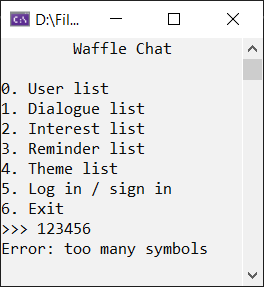 D:\Fil...
Waffle Chat
0. User list
1. Dialogue list
2. Interest list
3. Reminder list
4. Theme list
5. Log in / sign in
6. Exit
>>> 123456
Error: too many symbols